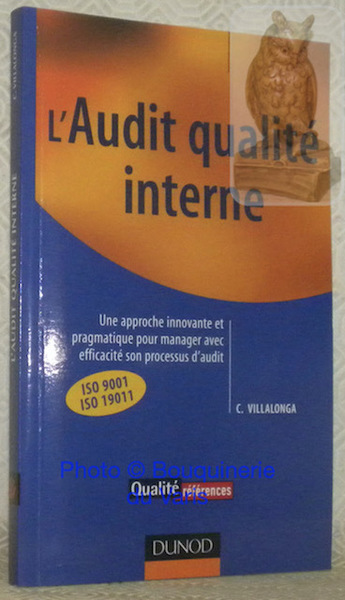 C. VILLALONGA
L'AUDIT QUALITÉ INTERNE
L'Audit qualité
interne
Une approche innovante et
pragmatique pour manager avec
efficacité son processus d'audit
ISO 9001
ISO 19011
C. VILLALONGA
Photo © Bouquinerie
du Varis
Qualité références
DUNOD